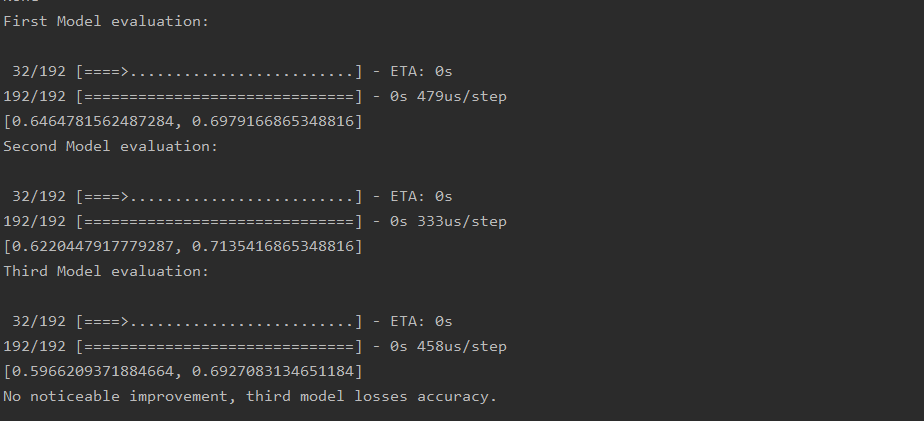 First Model evaluation:
32/192 [====>.........................] - ETA: 0s
192/192 [==============================] - 0s 479us/step
[0.6464781562487284, 0.6979166865348816]
Second Model evaluation:
32/192 [====>.........................] - ETA: 0s
192/192 [==============================] - 0s 333us/step
[0.6220447917779287, 0.7135416865348816]
Third Model evaluation:
32/192 [====>.........................] - ETA: 0s
192/192 [==============================] - 0s 458us/step
[0.5966209371884664, 0.6927083134651184]
No noticeable improvement, third model losses accuracy.